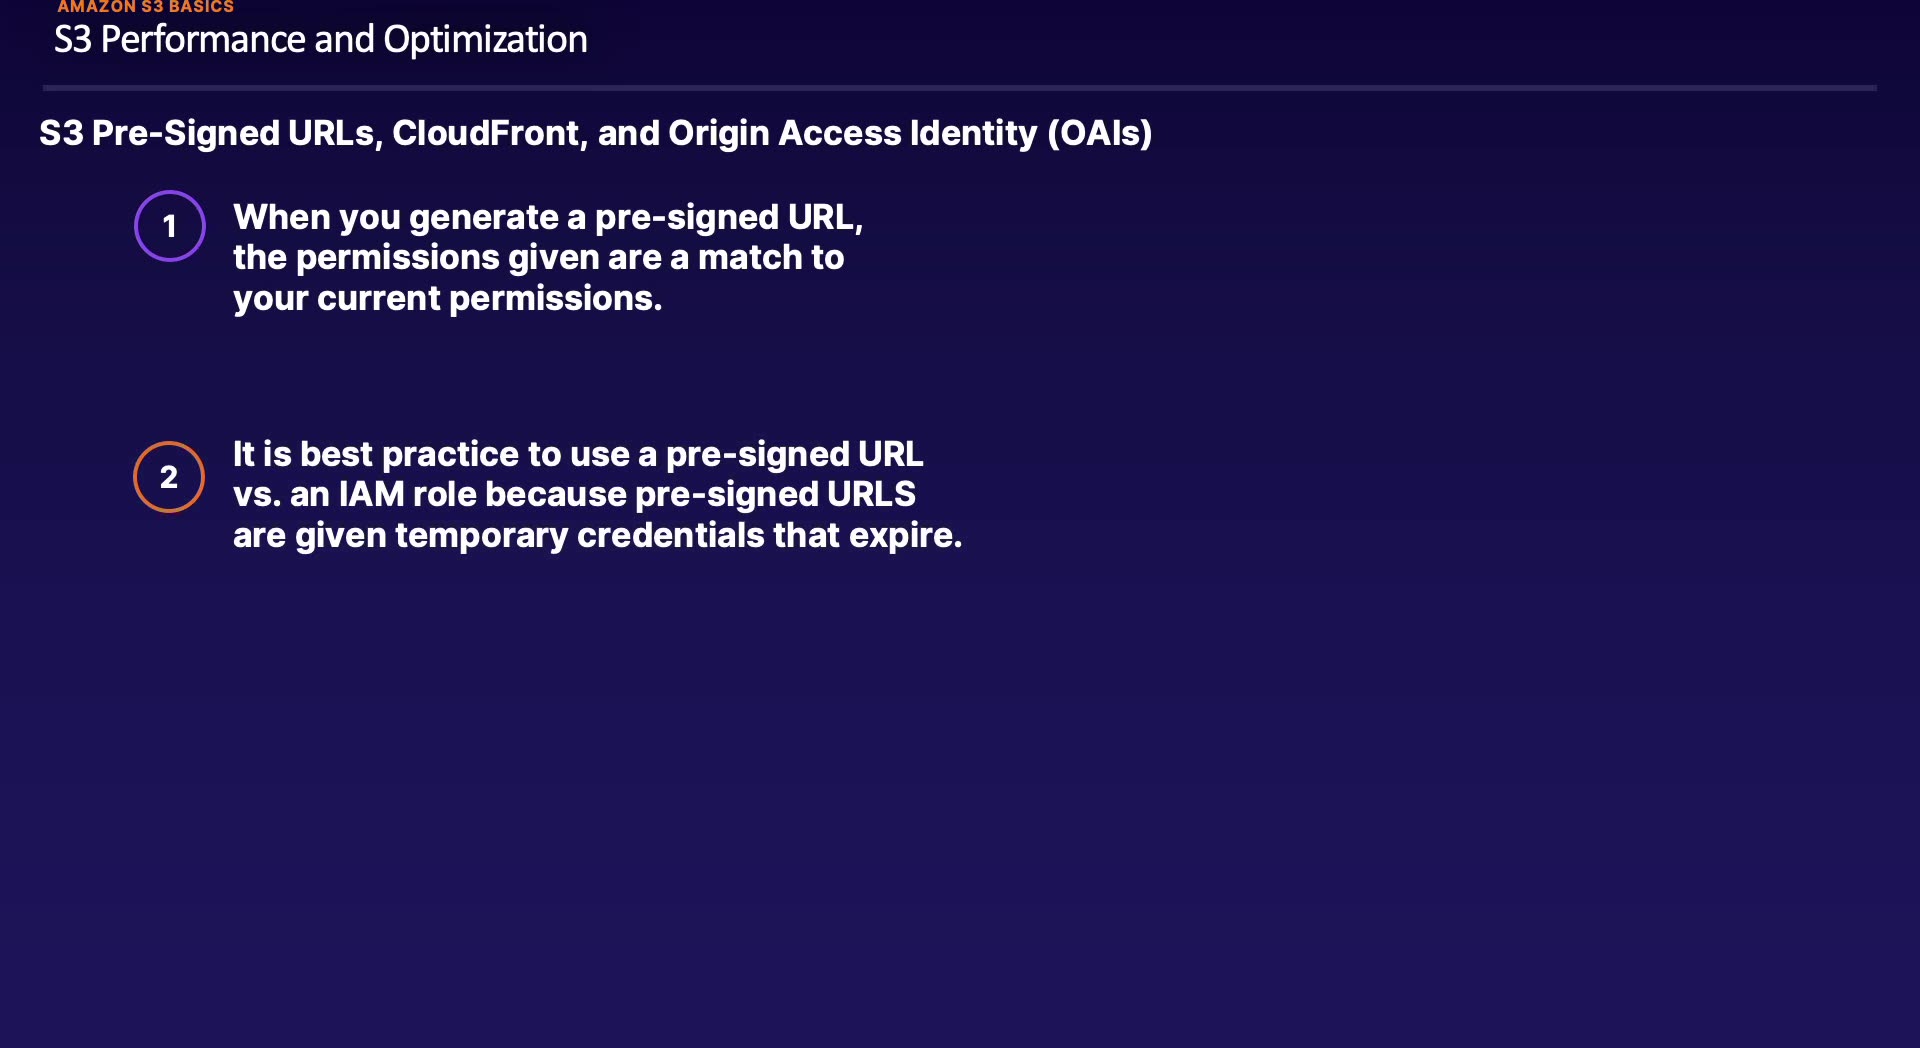 AMAZON S3 BASICS
S3 Performance and Optimization
S3 Pre-Signed URLs, CloudFront, and Origin Access Identity (OAIs)
1
When you generate a pre-signed URL,
the permissions given are a match to
your current permissions.
2
It is best practice to use a pre-signed URL
vs. an IAM role because pre-signed URLS
are given temporary credentials that expire.